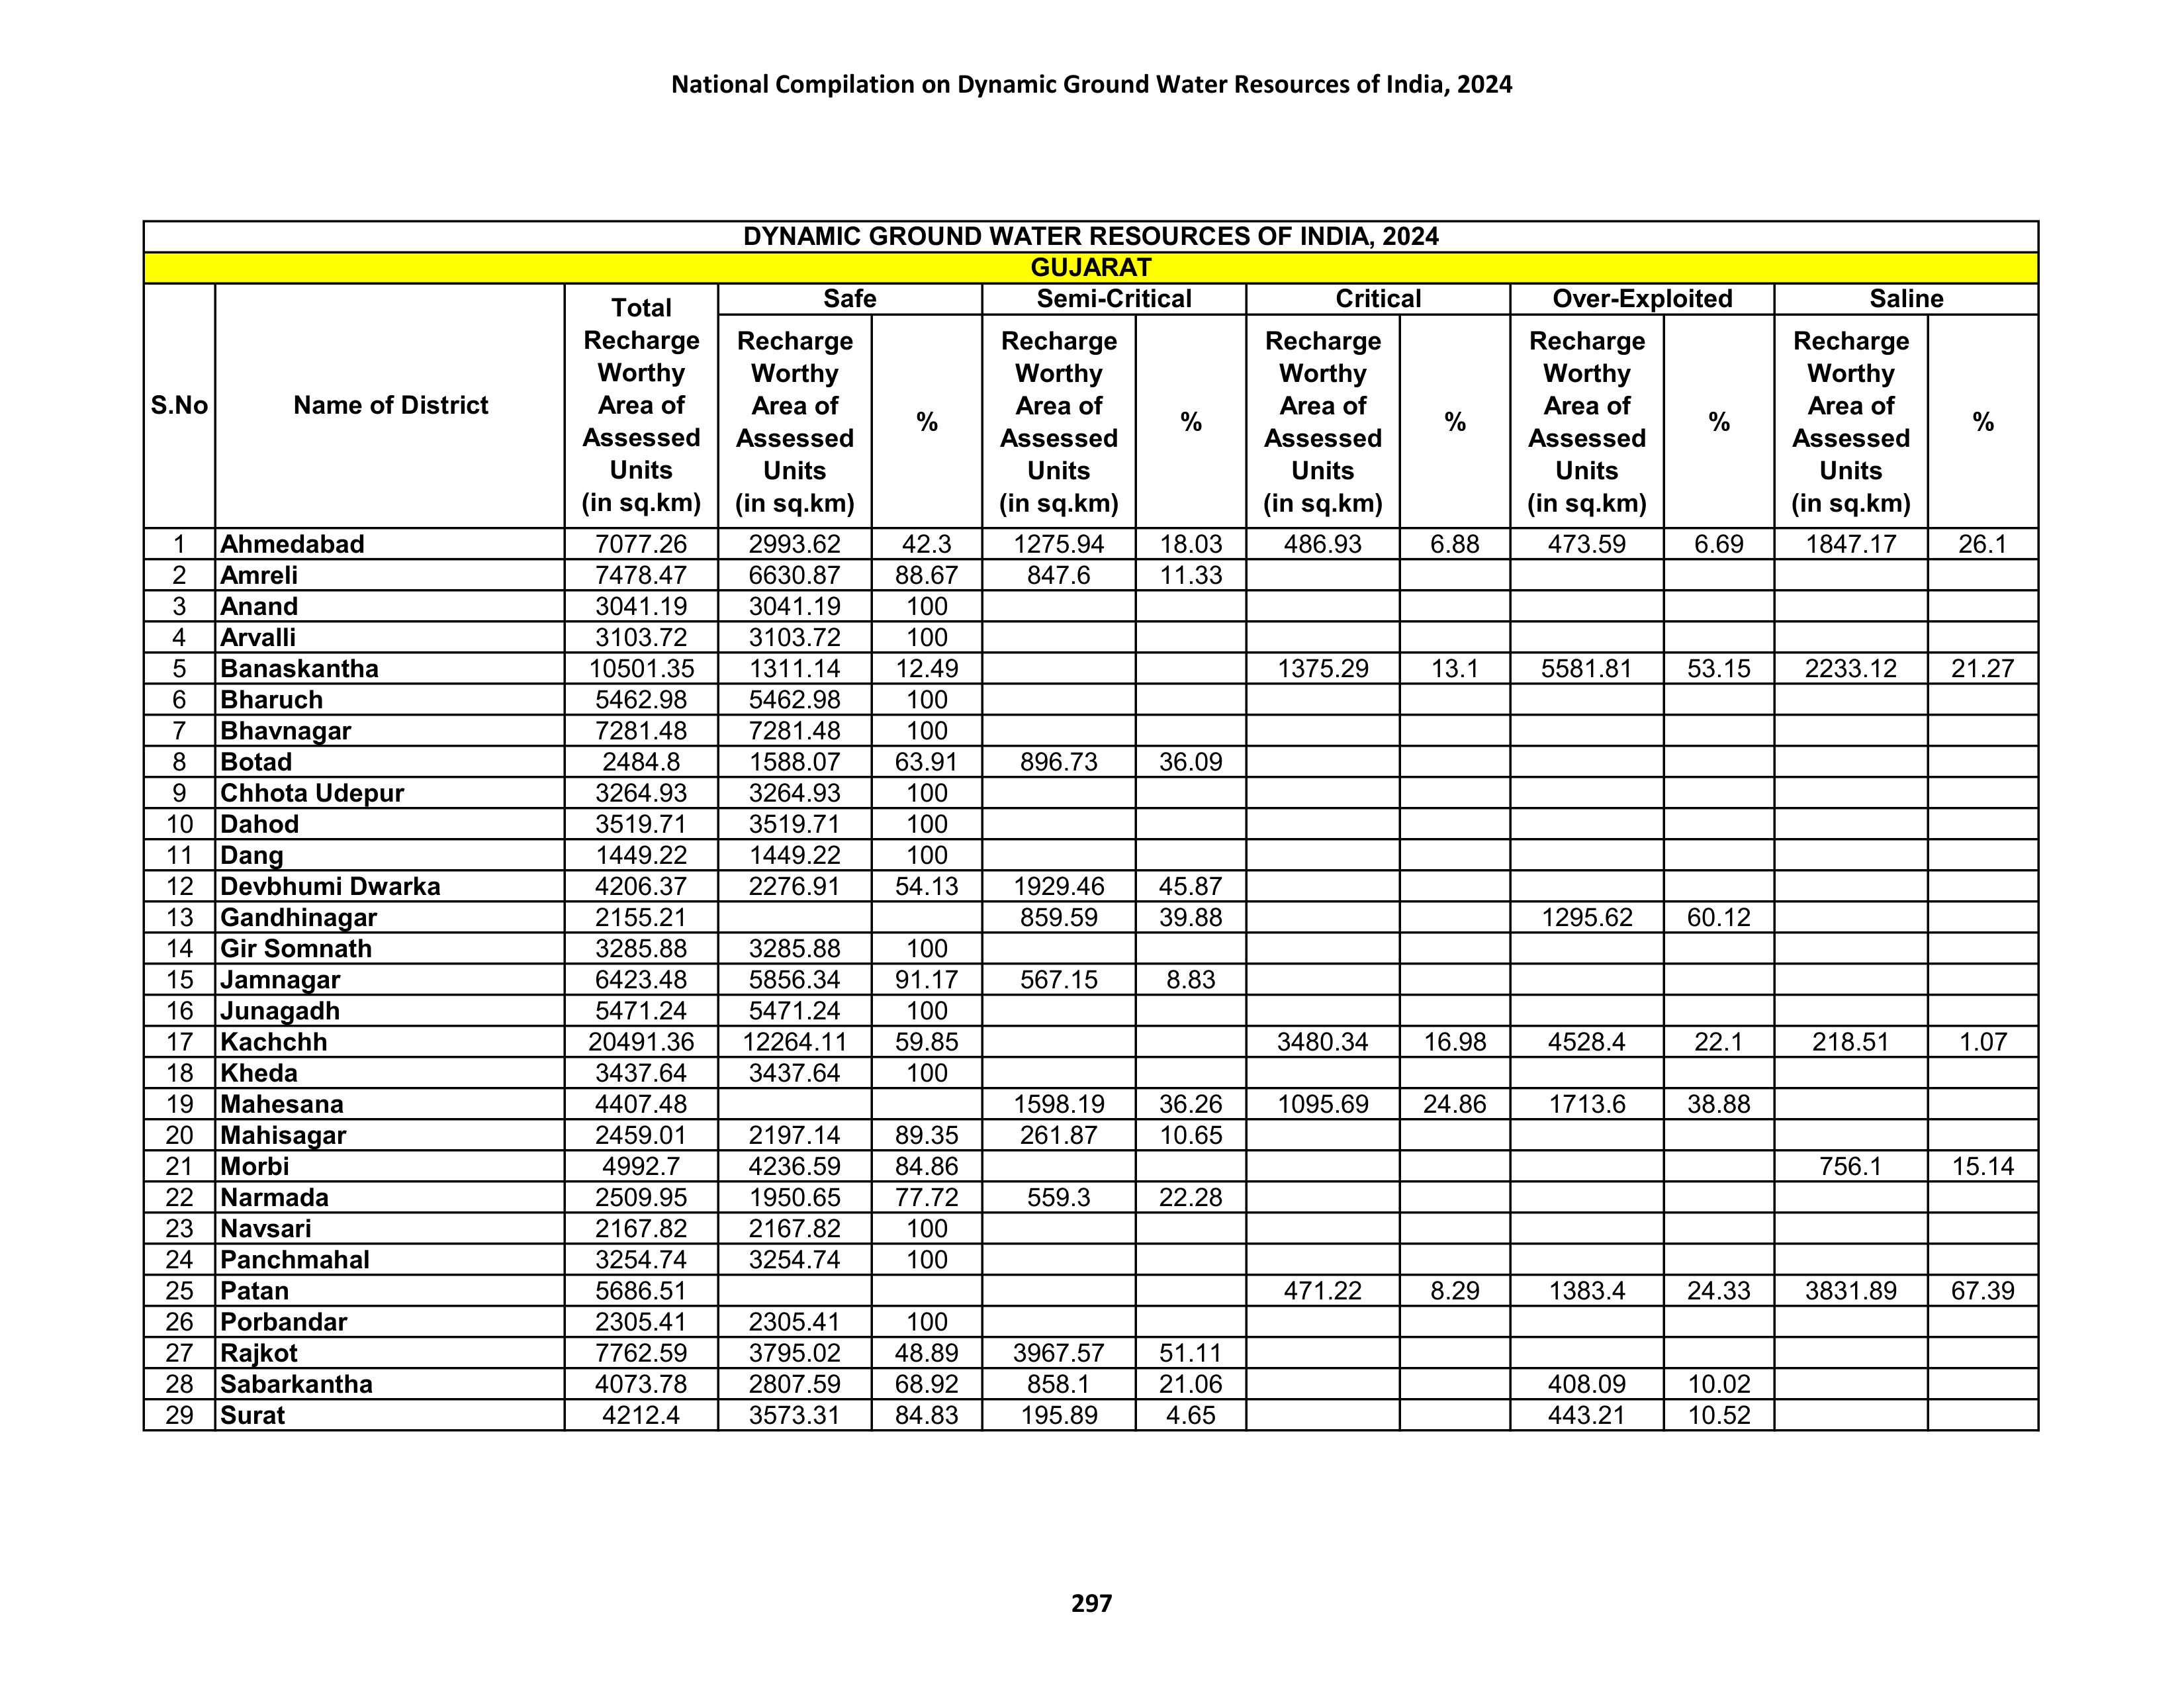 National Compilation on Dynamic Ground Water Resources of India, 2024
DYNAMIC GROUND WATER RESOURCES OF INDIA, 2024
GUJARAT
S.No Name of District Total Recharge Worthy Area of Assessed Units (in sq.km) Safe Semi-Critical Critical Over-Exploited Saline
Recharge Worthy Area of Assessed Units (in sq.km) % Recharge Worthy Area of Assessed Units (in sq.km) % Recharge Worthy Area of Assessed Units (in sq.km) % Recharge Worthy Area of Assessed Units (in sq.km) % Recharge Worthy Area of Assessed Units (in sq.km) %
1 Ahmedabad 7077.26 2993.62 42.3 1275.94 18.03 486.93 6.88 473.59 6.69 1847.17 26.1
2 Amreli 7478.47 6630.87 88.67 847.6 11.33
3 Anand 3041.19 3041.19 100
4 Arvalli 3103.72 3103.72 100
5 Banaskantha 10501.35 1311.14 12.49 1375.29 13.1 5581.81 53.15 2233.12 21.27
6 Bharuch 5462.98 5462.98 100
7 Bhavnagar 7281.48 7281.48 100
8 Botad 2484.8 1588.07 63.91 896.73 36.09
9 Chhota Udepur 3264.93 3264.93 100
10 Dahod 3519.71 3519.71 100
11 Dang 1449.22 1449.22 100
12 Devbhumi Dwarka 4206.37 2276.91 54.13 1929.46 45.87
13 Gandhinagar 2155.21 859.59 39.88 1295.62 60.12
14 Gir Somnath 3285.88 3285.88 100
15 Jamnagar 6423.48 5856.34 91.17 567.15 8.83
16 Junagadh 5471.24 5471.24 100
17 Kachchh 20491.36 12264.11 59.85 3480.34 16.98 4528.4 22.1 218.51 1.07
18 Kheda 3437.64 3437.64 100
19 Mahesana 4407.48 1598.19 36.26 1095.69 24.86 1713.6 38.88
20 Mahisagar 2459.01 2197.14 89.35 261.87 10.65
21 Morbi 4992.7 4236.59 84.86 756.1 15.14
22 Narmada 2509.95 1950.65 77.72 559.3 22.28
23 Navsari 2167.82 2167.82 100
24 Panchmahal 3254.74 3254.74 100
25 Patan 5686.51 471.22 8.29 1383.4 24.33 3831.89 67.39
26 Porbandar 2305.41 2305.41 100
27 Rajkot 7762.59 3795.02 48.89 3967.57 51.11
28 Sabarkantha 4073.78 2807.59 68.92 858.1 21.06 408.09 10.02
29 Surat 4212.4 3573.31 84.83 195.89 4.65 443.21 10.52
297